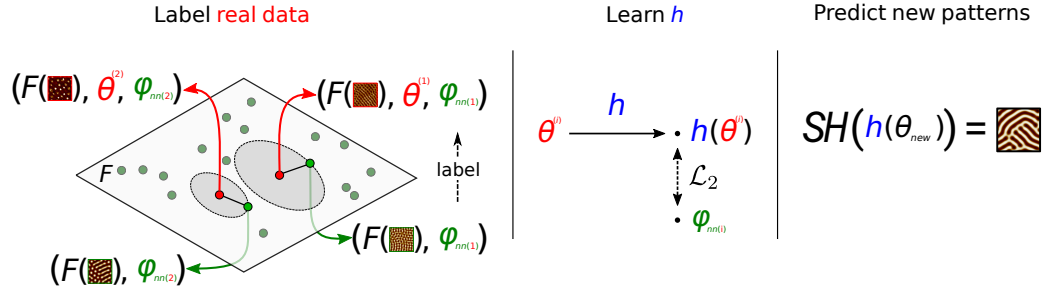 Label real data
Learn h
Predict new patterns
(F( ), θ⁽²⁾, φnn(2))
(F( ), θ⁽¹⁾, φnn(1))
F
label
(F( ), φnn(1))
(F( ), φnn(2))
h
θ⁽ʲ⁾
h(θ⁽ʲ⁾)
ℒ₂
φnn(i)
SH(h(θnew)) =